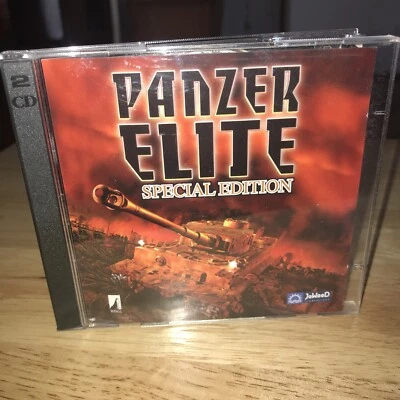 2
CD
PANZER
ELITE
SPECIAL EDITION
JoWooD